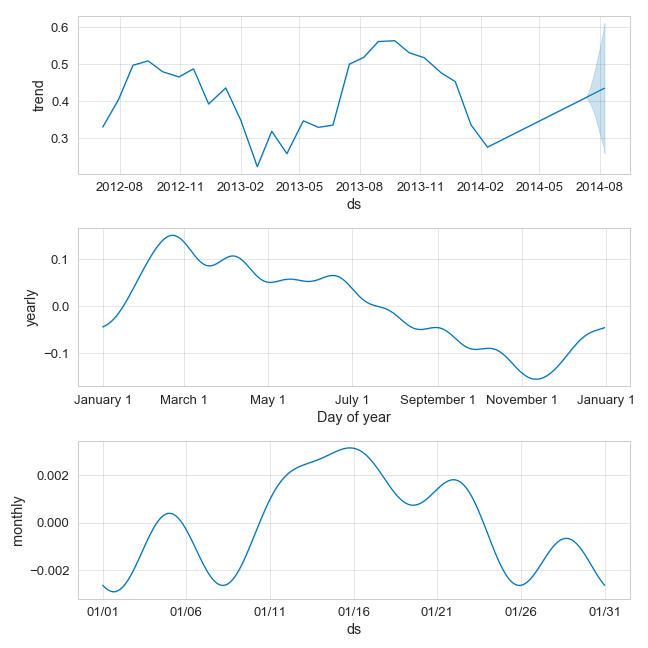 0.6
0.5
0.4
0.3
trend
2012-08 2012-11 2013-02 2013-05 2013-08 2013-11 2014-02 2014-05 2014-08
ds
0.1
0.0
−0.1
yearly
January 1 March 1 May 1 July 1 September 1 November 1 January 1
Day of year
0.002
0.000
−0.002
monthly
01/01 01/06 01/11 01/16 01/21 01/26 01/31
ds